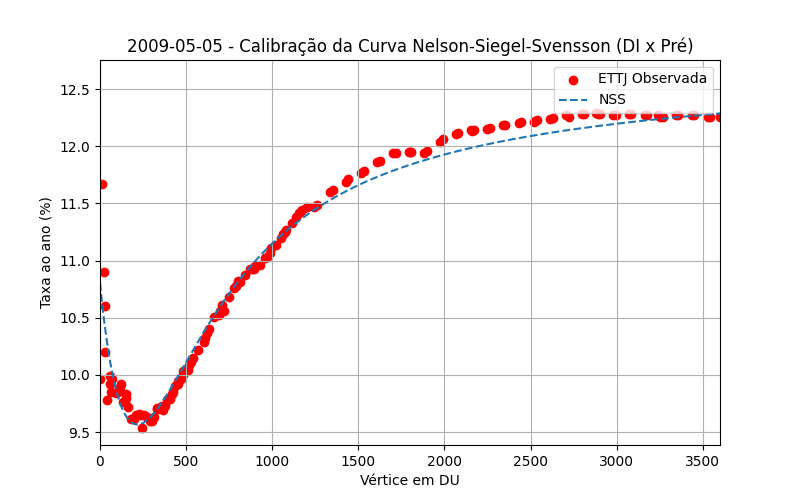 2009-05-05 - Calibração da Curva Nelson-Siegel-Svensson (DI x Pré)
ETTJ Observada
NSS
Taxa ao ano (%)
12.5
12.0
11.5
11.0
10.5
10.0
9.5
0 500 1000 1500 2000 2500 3000 3500
Vértice em DU